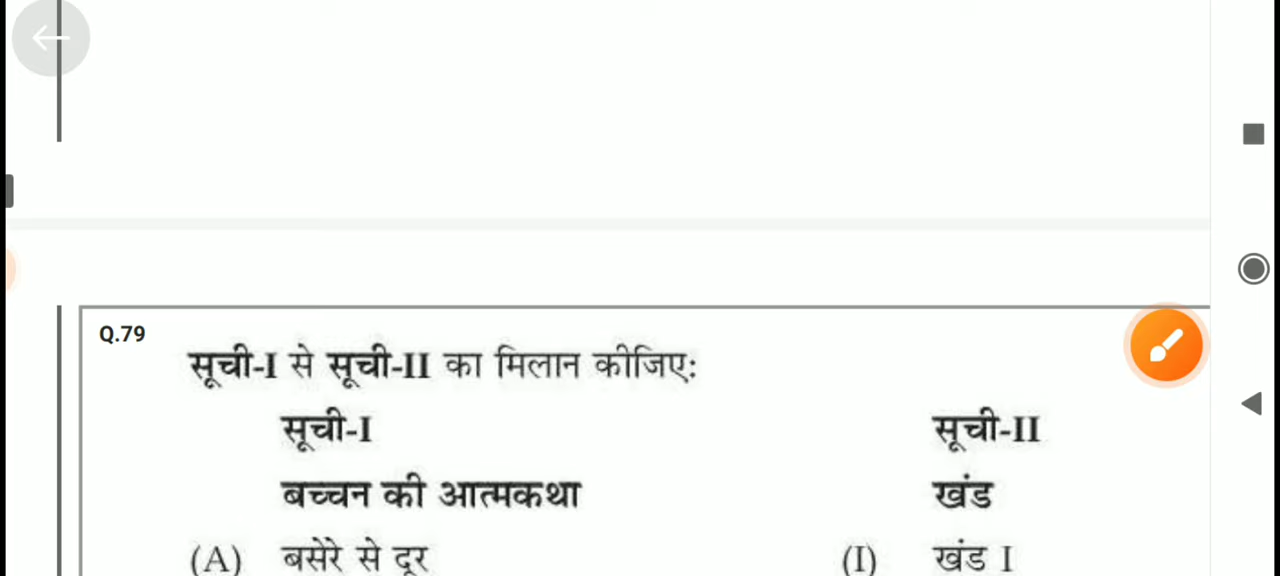 Q.79
सूची-I से सूची-II का मिलान कीजिए:
सूची-I सूची-II
बच्चन की आत्मकथा खंड
(A) बसेरे से दूर (I) खंड I